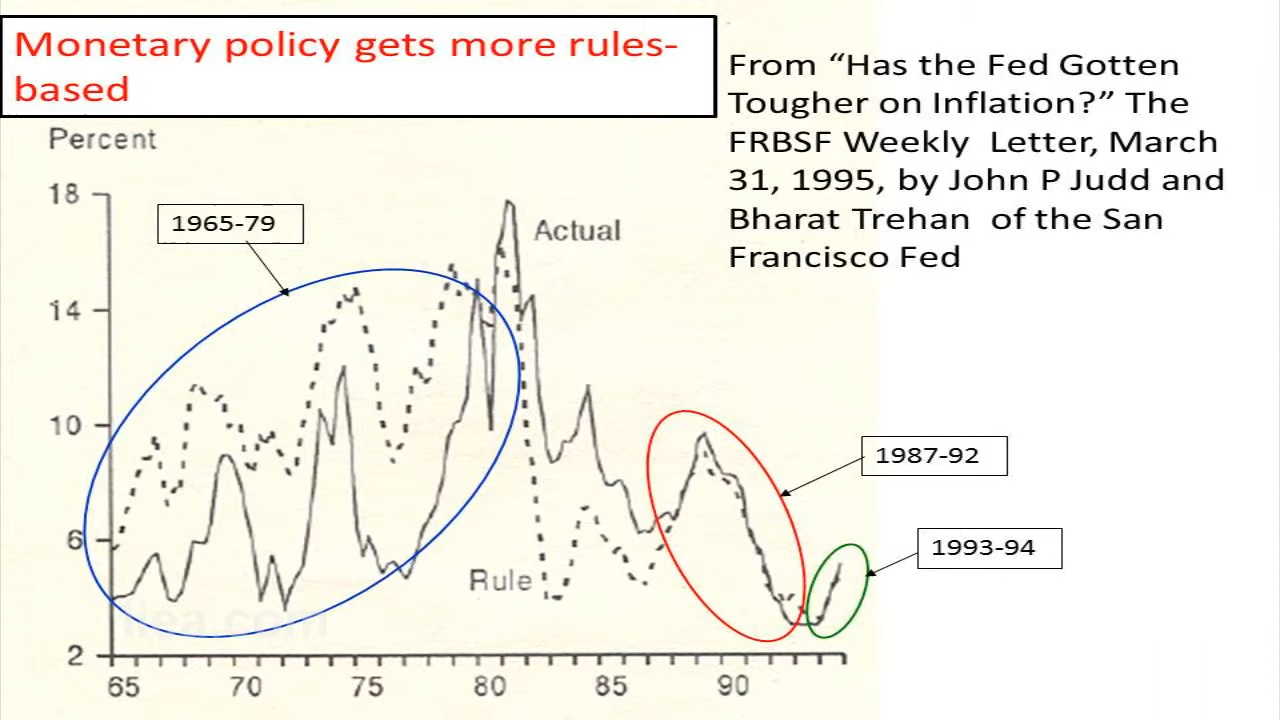 Monetary policy gets more rules-
based
From “Has the Fed Gotten
Tougher on Inflation?” The
FRBSF Weekly Letter, March
31, 1995, by John P Judd and
Bharat Trehan of the San
Francisco Fed
Percent
18
1965-79
Actual
14
10
1987-92
6
1993-94
Rule
2
65 70 75 80 85 90